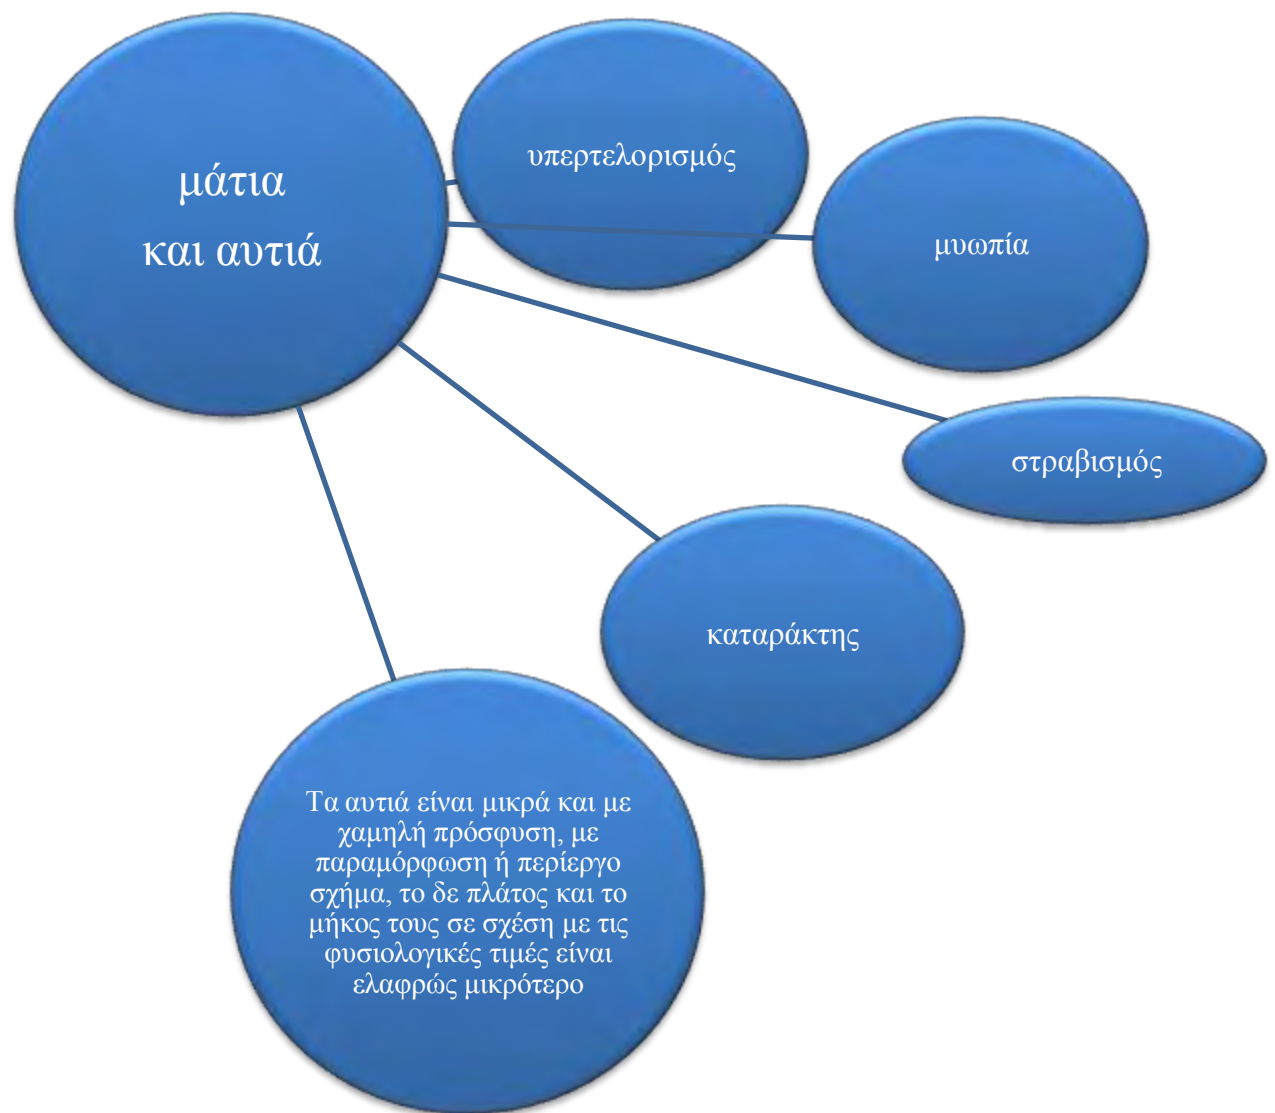 μάτια
και αυτιά
υπερτελορισμός
μυωπία
στραβισμός
καταράκτης
Τα αυτιά είναι μικρά και με
χαμηλή πρόσφυση, με
παραμόρφωση ή περίεργο
σχήμα, το δε πλάτος και το
μήκος τους σε σχέση με τις
φυσιολογικές τιμές είναι
ελαφρώς μικρότερο